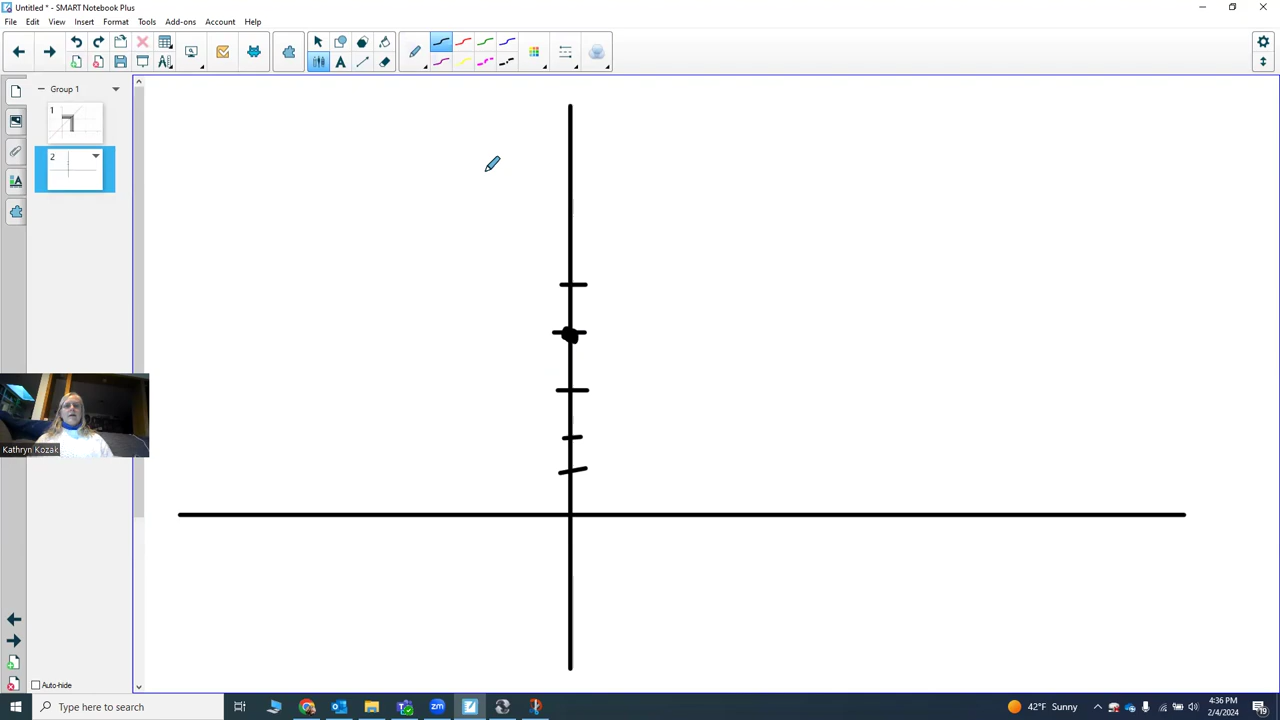 Untitled * - SMART Notebook Plus
File Edit View Insert Format Tools Add-ons Account Help
Group 1
1
2
Kathryn Kozak
Auto-hide
Type here to search
42°F Sunny
4:36 PM
2/4/2024
19